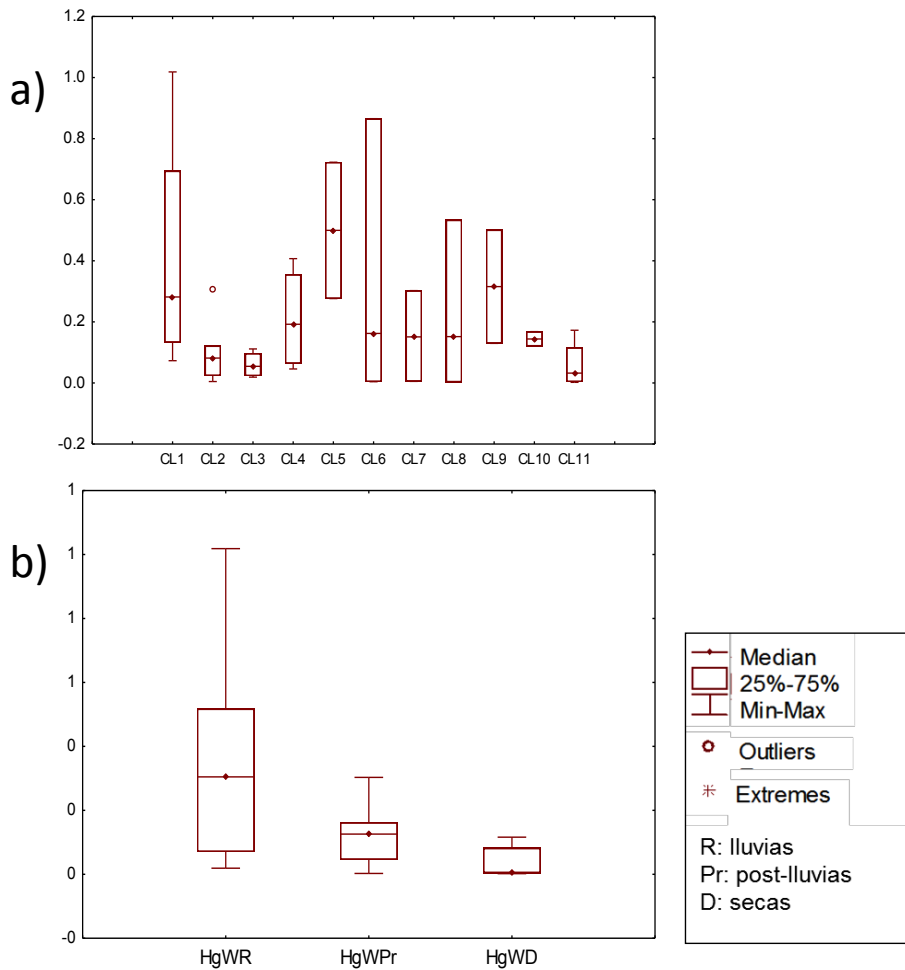 a)
1.2
1.0
0.8
0.6
0.4
0.2
0.0
-0.2
CL1 CL2 CL3 CL4 CL5 CL6 CL7 CL8 CL9 CL10 CL11
b)
1
1
1
1
0
0
0
-0
HgWR HgWPr HgWD
Median
25%-75%
Min-Max
Outliers
Extremes
R: lluvias
Pr: post-lluvias
D: secas